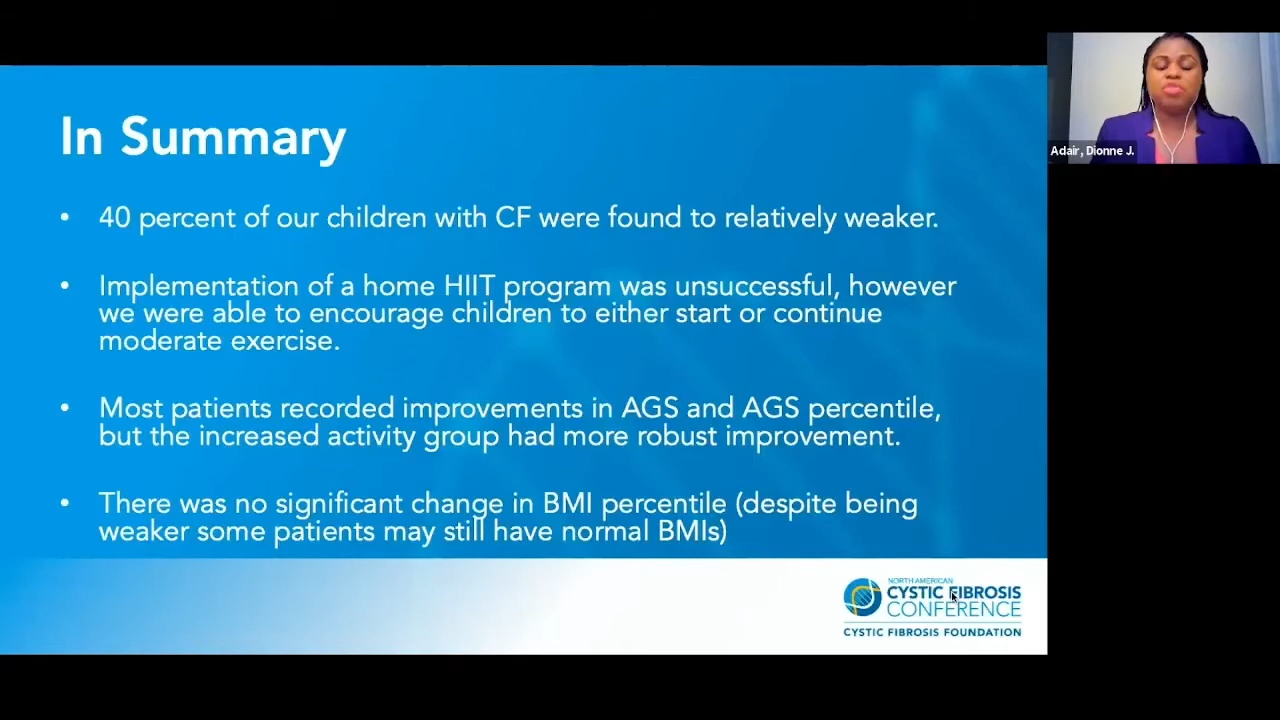 In Summary
• 40 percent of our children with CF were found to relatively weaker.
• Implementation of a home HIIT program was unsuccessful, however
we were able to encourage children to either start or continue
moderate exercise.
• Most patients recorded improvements in AGS and AGS percentile,
but the increased activity group had more robust improvement.
• There was no significant change in BMI percentile (despite being
weaker some patients may still have normal BMIs)
NORTH AMERICAN
CYSTIC FIBROSIS
CONFERENCE
CYSTIC FIBROSIS FOUNDATION
Adair, Dionne J.